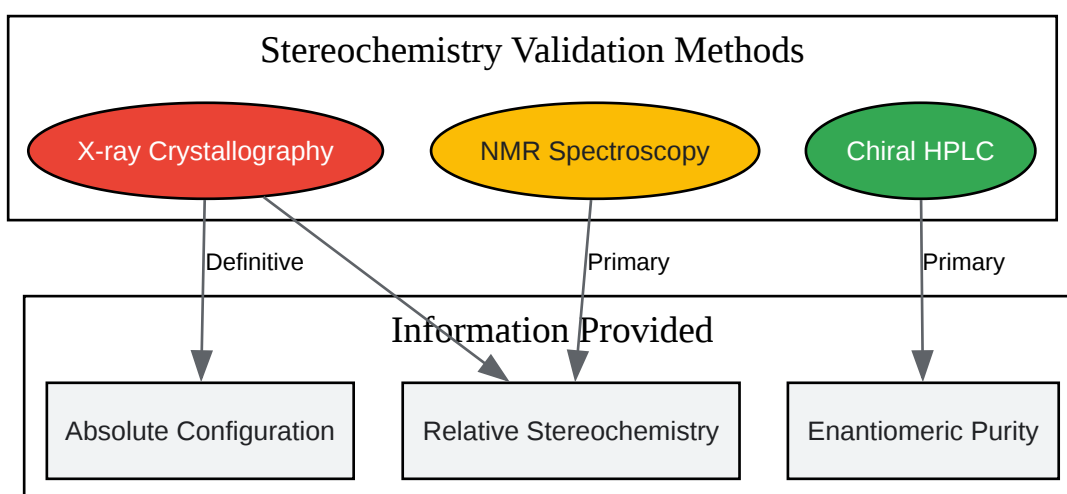 Stereochemistry Validation Methods
X-ray Crystallography
NMR Spectroscopy
Chiral HPLC
Definitive
Primary
Primary
Information Provided
Absolute Configuration
Relative Stereochemistry
Enantiomeric Purity